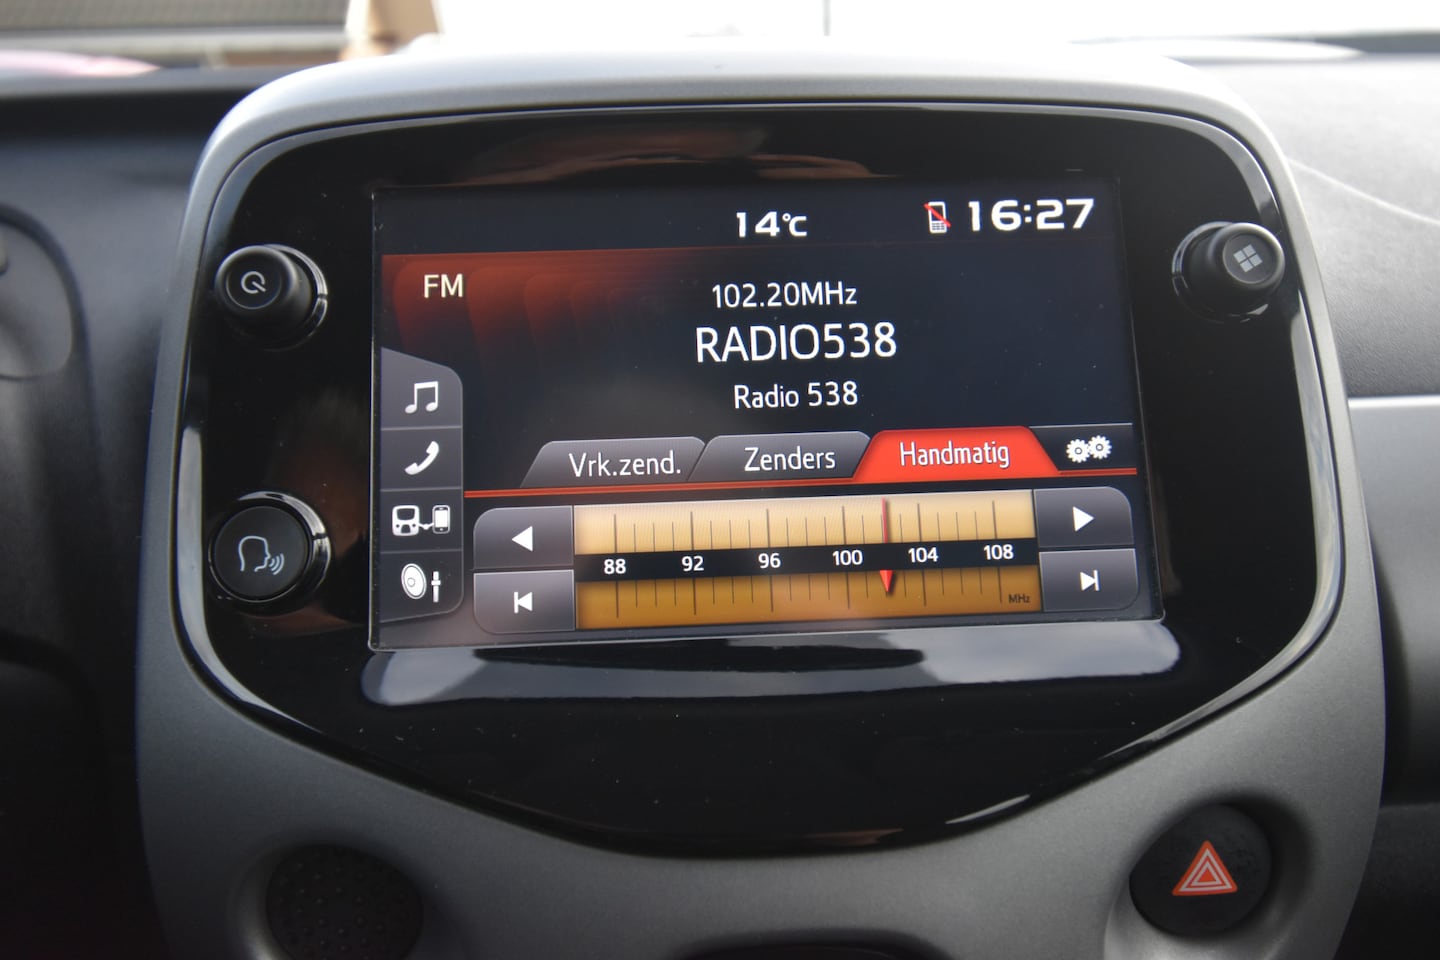 14°C
16:27
FM
102.20MHz
RADIO538
Radio 538
Vrk.zend. Zenders Handmatig
88 92 96 100 104 108
MHz